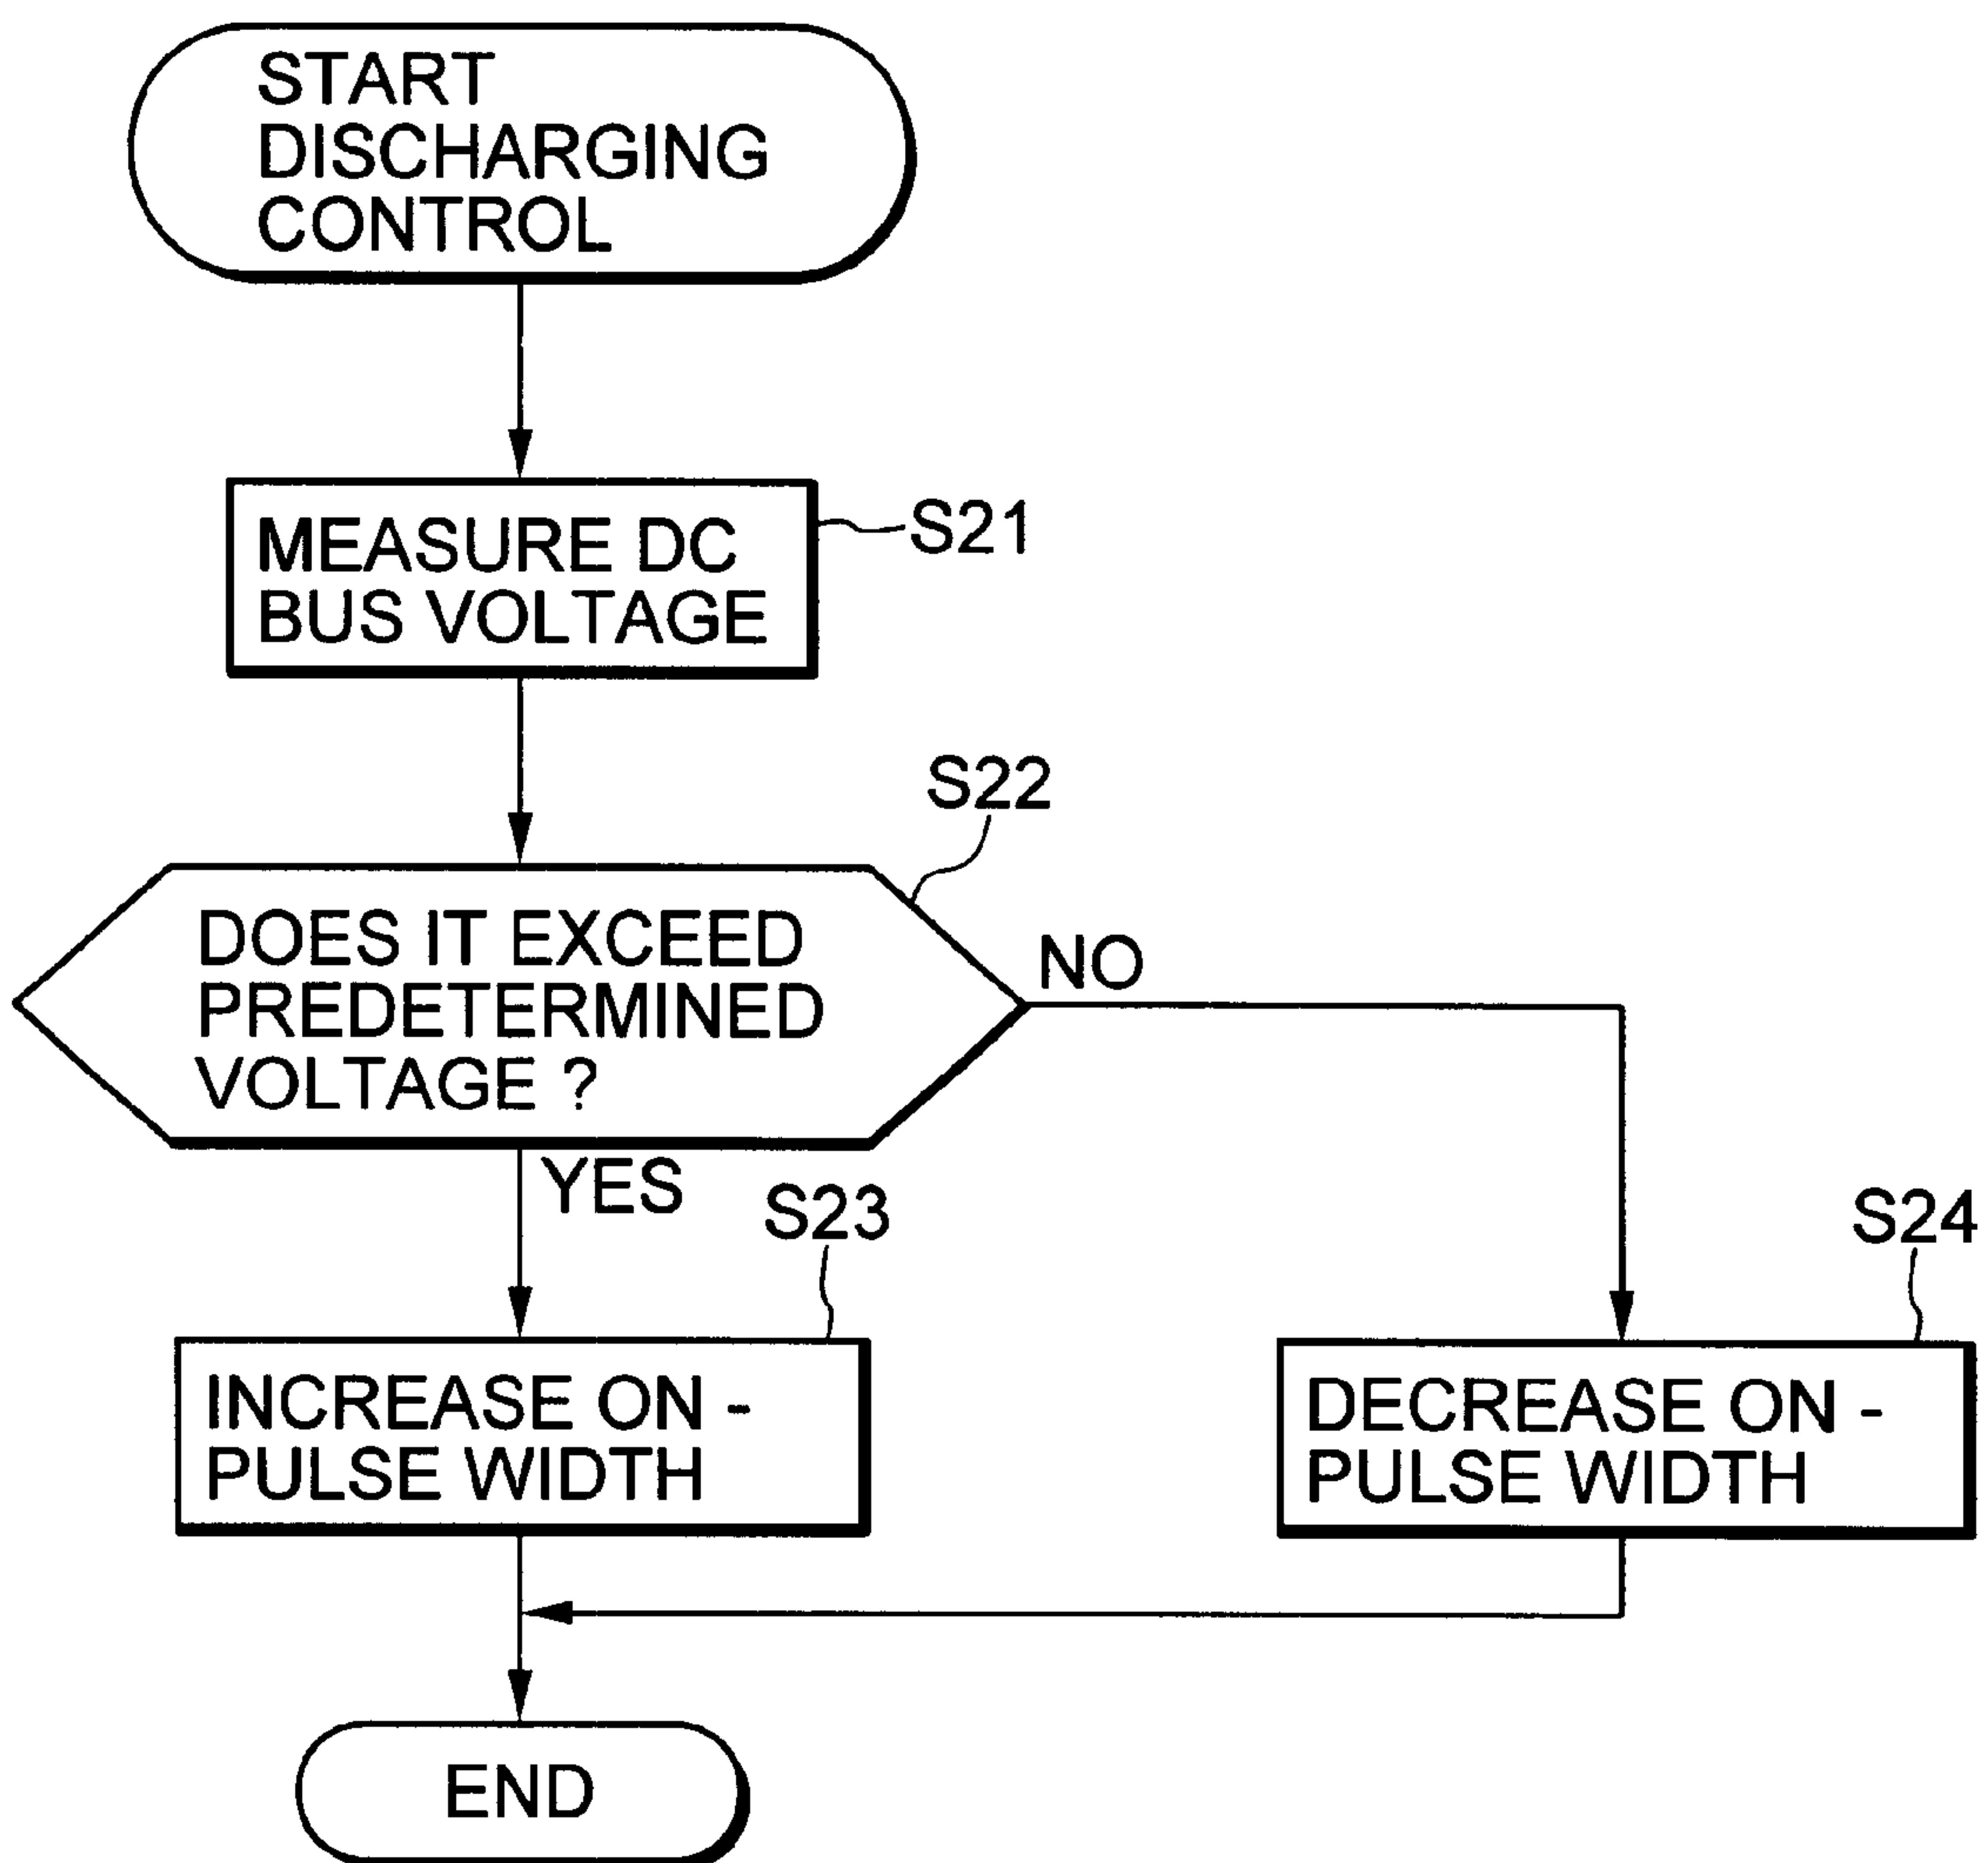 START
DISCHARGING
CONTROL
MEASURE DC
BUS VOLTAGE
S21
S22
DOES IT EXCEED
PREDETERMINED
VOLTAGE ?
NO
YES
S23
S24
INCREASE ON -
PULSE WIDTH
DECREASE ON -
PULSE WIDTH
END